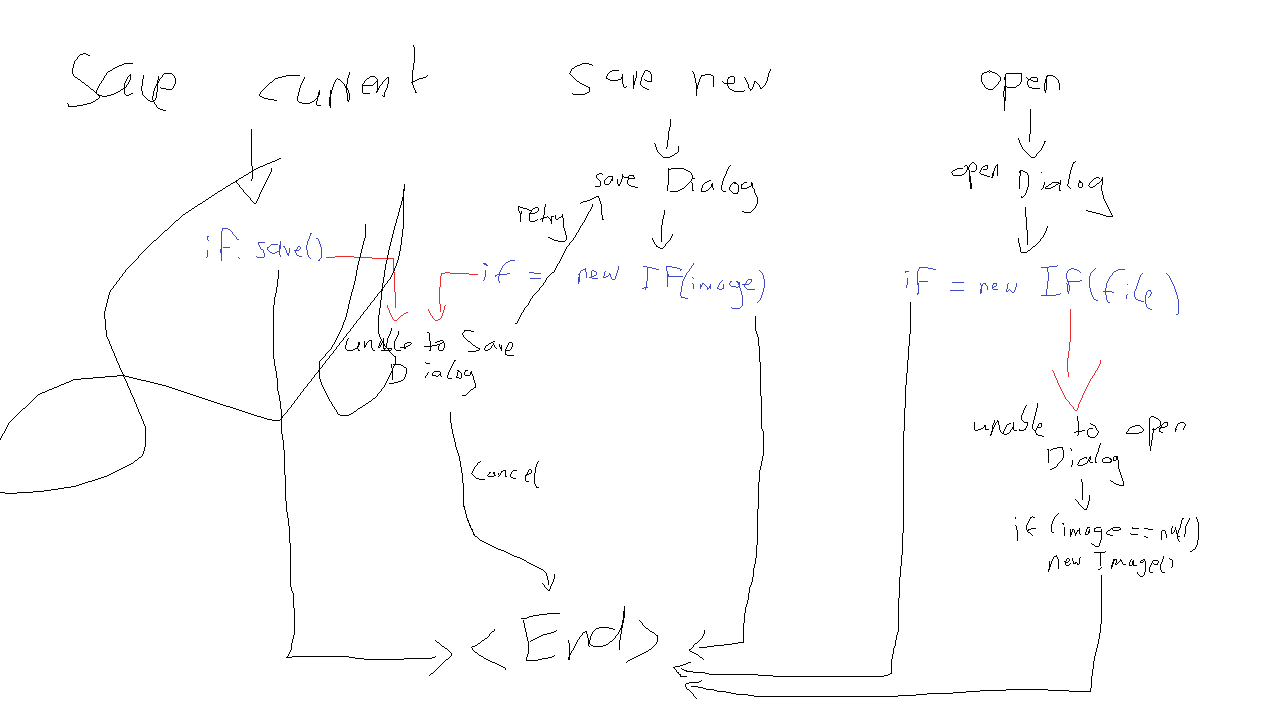 Save current
Save new
open
save Dialog
open Dialog
retry
if.save()
if = new IF(image)
if = new IF(file)
unable to Save
Dialog
unable to open
Dialog
Cancel
if (image == null)
new Image()
<End>